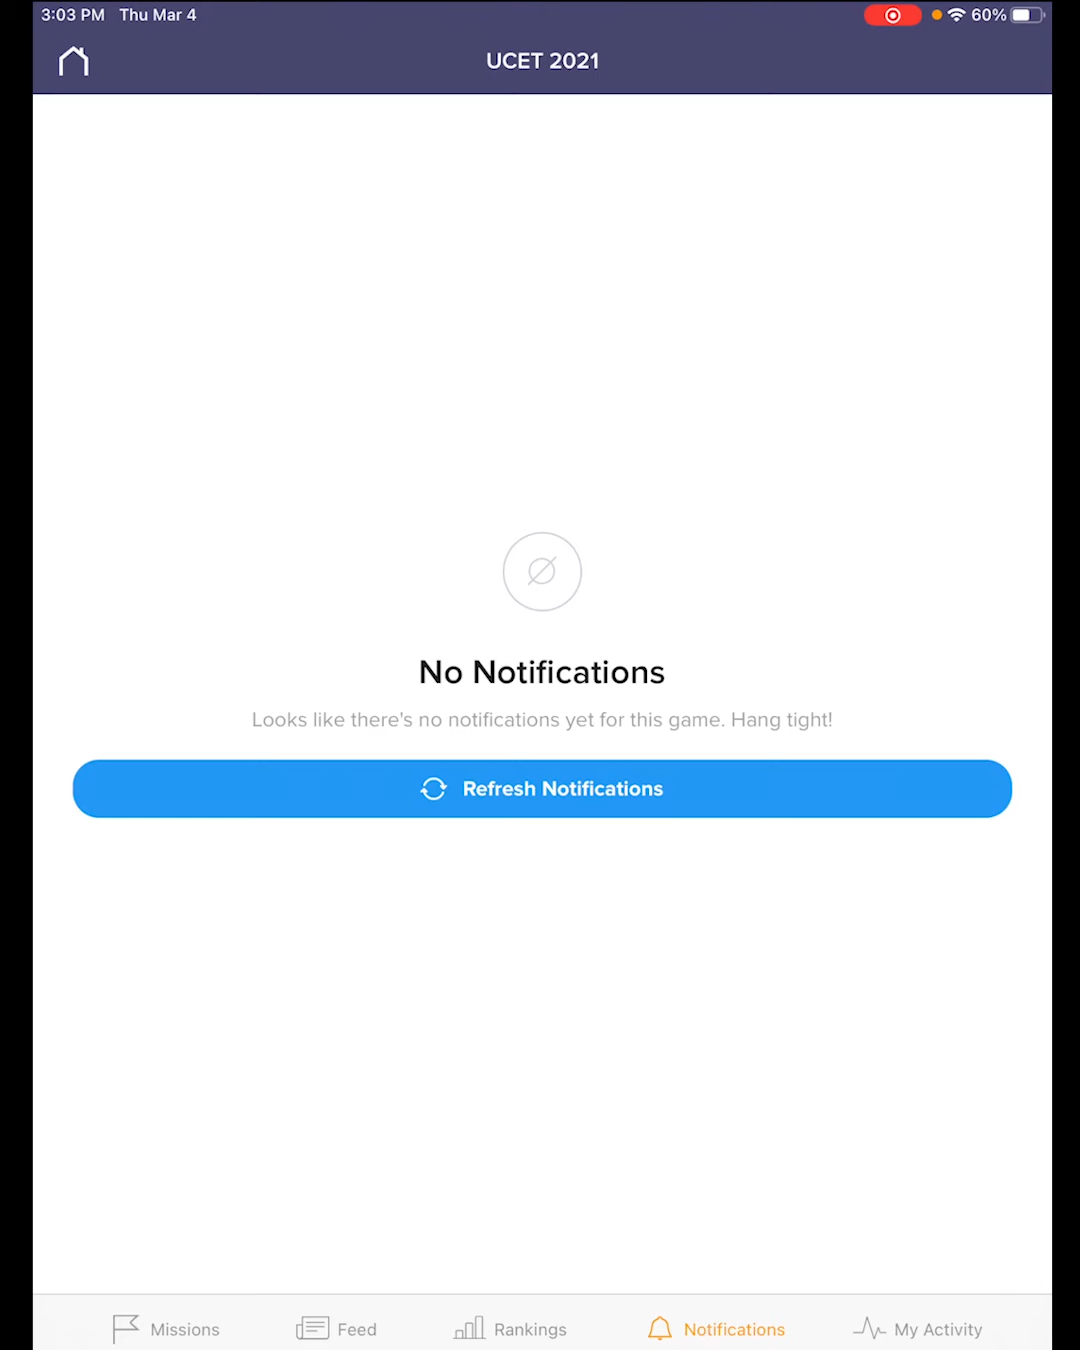 3:03 PM Thu Mar 4 60%
UCET 2021
No Notifications
Looks like there's no notifications yet for this game. Hang tight!
Refresh Notifications
Missions Feed Rankings Notifications My Activity